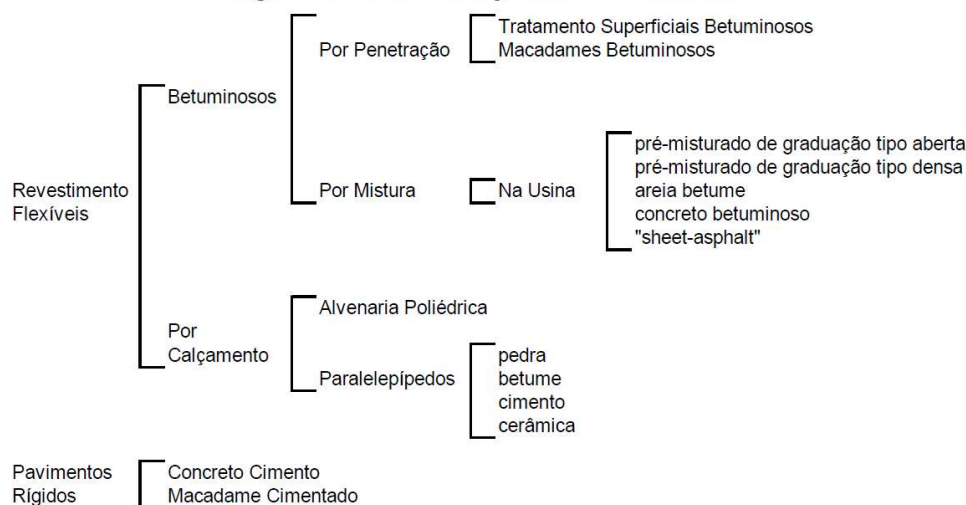 Por Penetração
Tratamento Superficiais Betuminosos
Macadames Betuminosos
Betuminosos
Por Mistura
Na Usina
pré-misturado de graduação tipo aberta
pré-misturado de graduação tipo densa
areia betume
concreto betuminoso
"sheet-asphalt"
Revestimento
Flexíveis
Por
Calçamento
Alvenaria Poliédrica
Paralelepípedos
pedra
betume
cimento
cerâmica
Pavimentos
Rígidos
Concreto Cimento
Macadame Cimentado